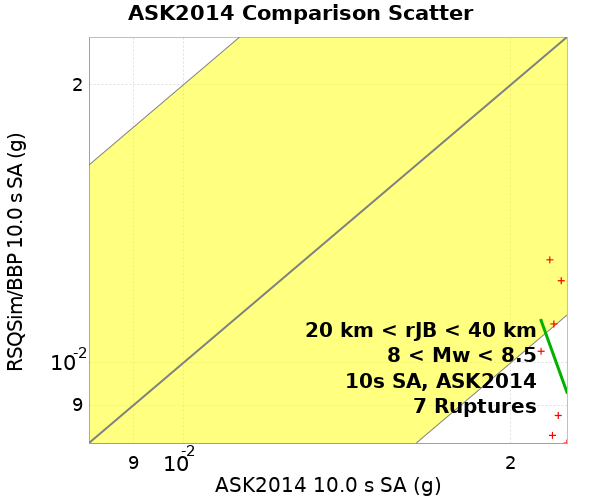 ASK2014 Comparison Scatter
RSQSim/BBP 10.0 s SA (g)
2
10-2
9
20 km < rJB < 40 km
8 < Mw < 8.5
10s SA, ASK2014
7 Ruptures
9 10-2 2
ASK2014 10.0 s SA (g)